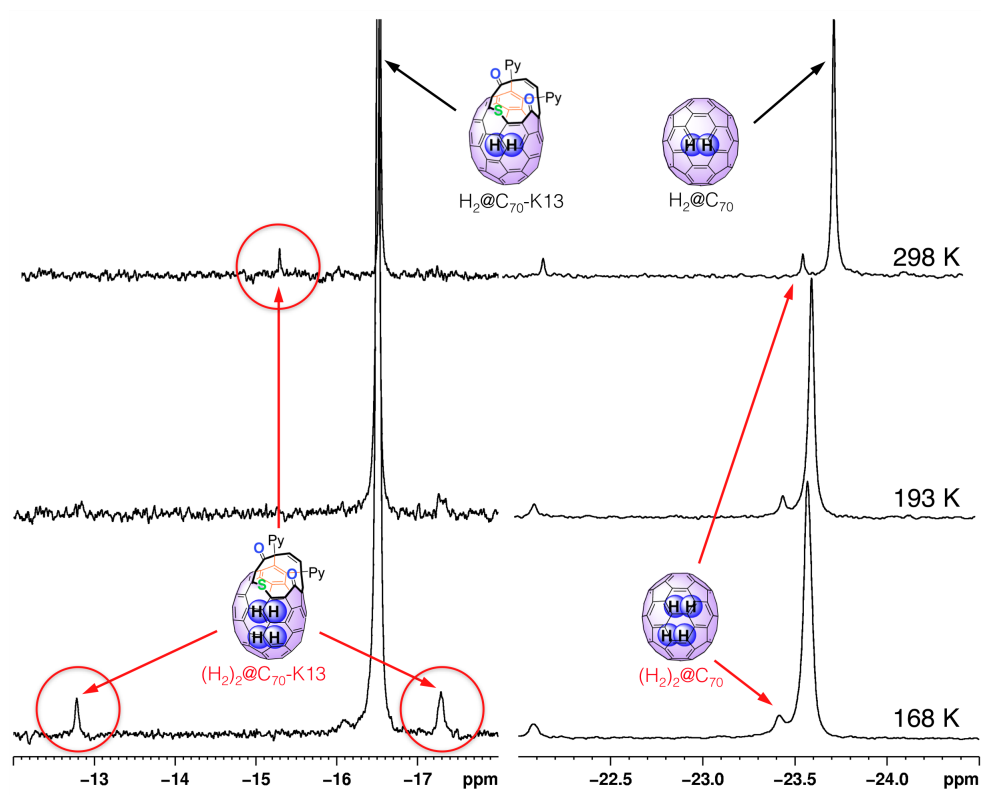 Py
O
O
Py
S
H H
H₂@C₇₀-K13
H H
H₂@C₇₀
298 K
193 K
Py
O
O
Py
S
H H
H H
(H₂)₂@C₇₀-K13
H H
H H
(H₂)₂@C₇₀
168 K
−13 −14 −15 −16 −17 ppm
−22.5 −23.0 −23.5 −24.0 ppm